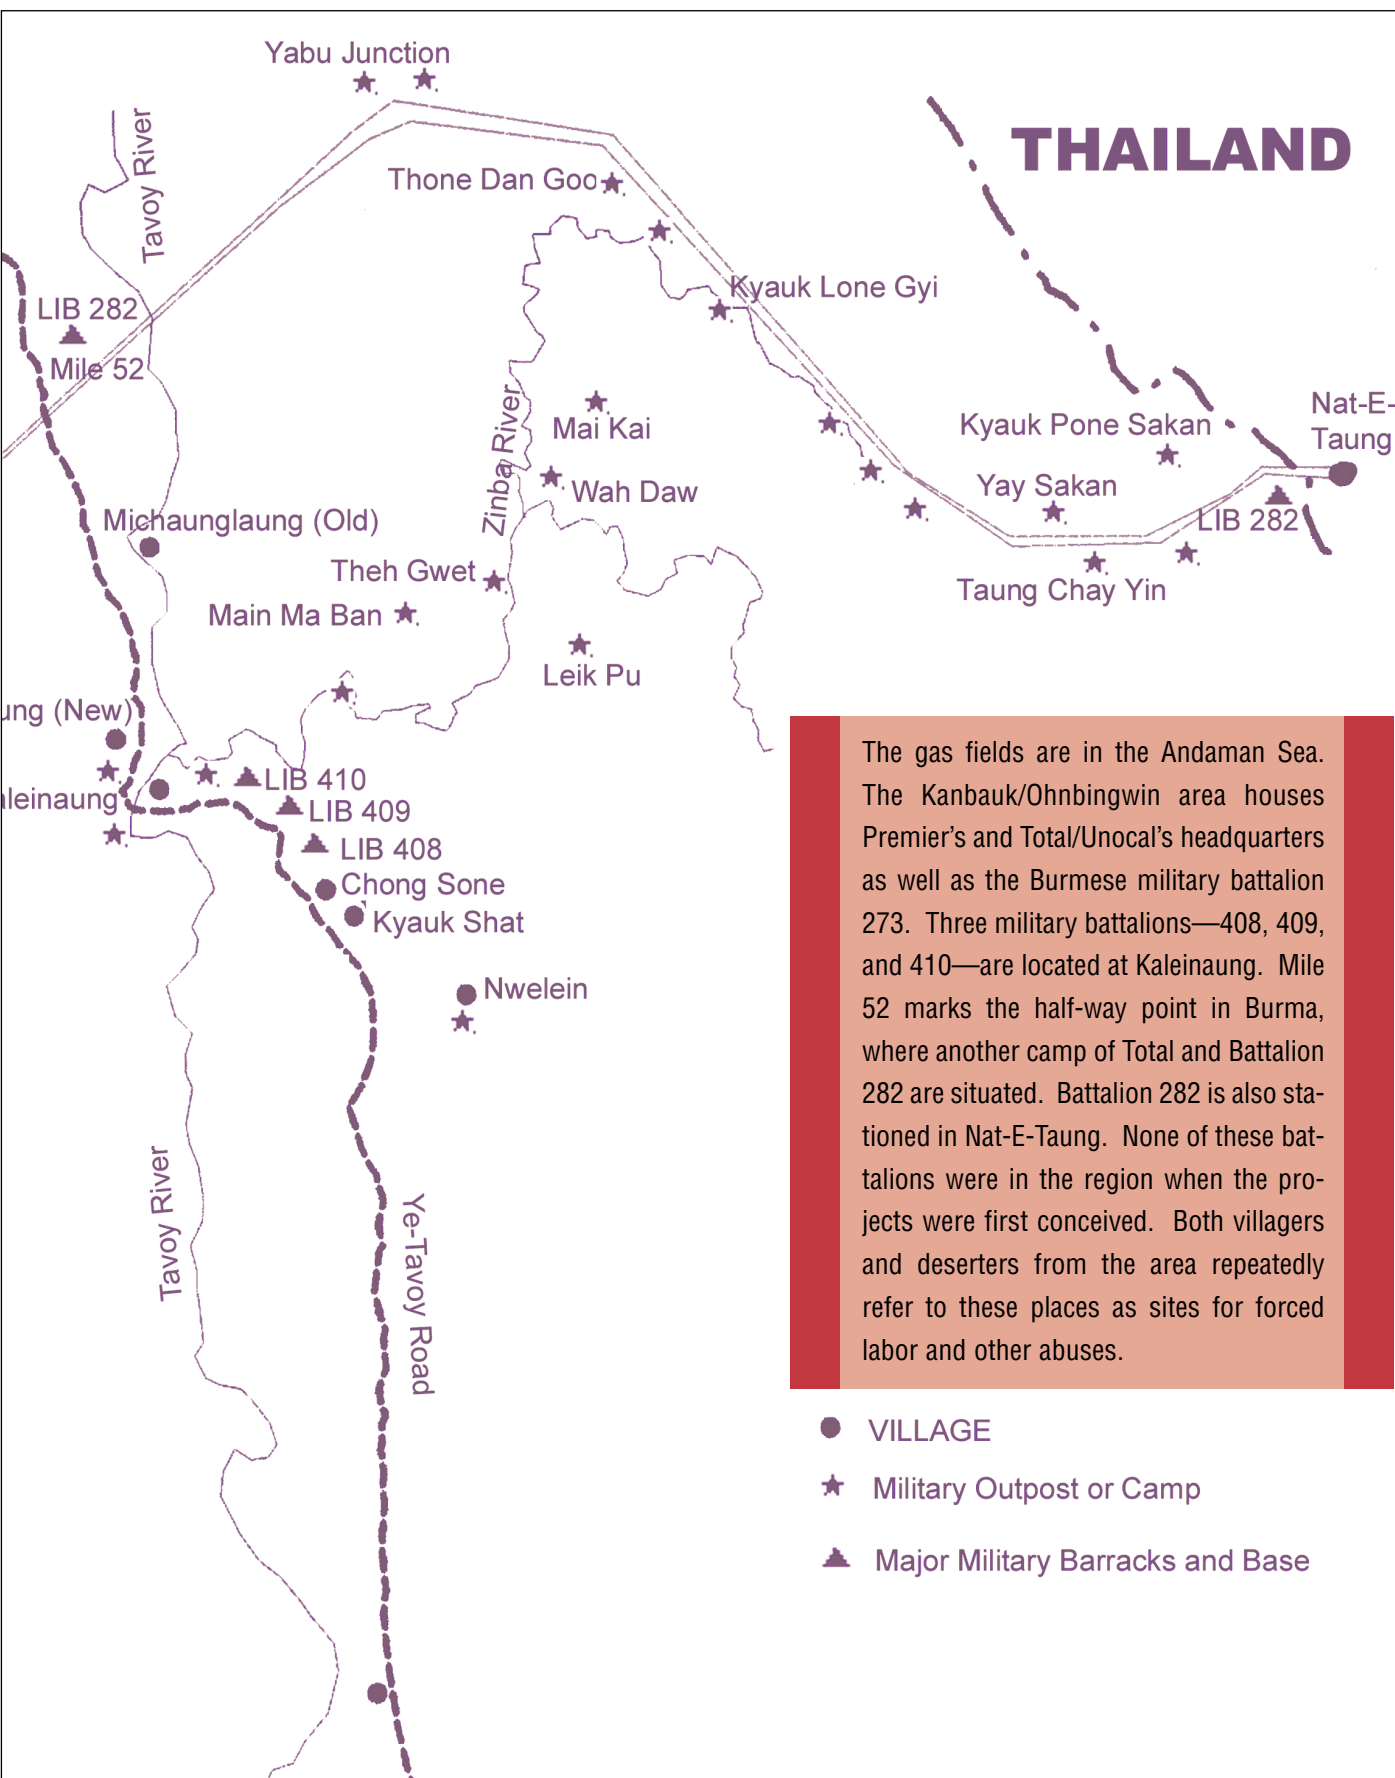 Yabu Junction
THAILAND
Tavoy River
Thone Dan Goo
Kyauk Lone Gyi
LIB 282
Mile 52
Zinba River
Mai Kai
Kyauk Pone Sakan
Nat-E-
Taung
Wah Daw
Yay Sakan
LIB 282
Michaunglaung (Old)
Theh Gwet
Taung Chay Yin
Main Ma Ban
Leik Pu
ung (New)
LIB 410
aleinaung
LIB 409
LIB 408
Chong Sone
Kyauk Shat
Nwelein
Tavoy River
Ye-Tavoy Road
The gas fields are in the Andaman Sea.
The Kanbauk/Ohnbingwin area houses
Premier’s and Total/Unocal’s headquarters
as well as the Burmese military battalion
273. Three military battalions—408, 409,
and 410—are located at Kaleinaung. Mile
52 marks the half-way point in Burma,
where another camp of Total and Battalion
282 are situated. Battalion 282 is also sta-
tioned in Nat-E-Taung. None of these bat-
talions were in the region when the pro-
jects were first conceived. Both villagers
and deserters from the area repeatedly
refer to these places as sites for forced
labor and other abuses.
VILLAGE
Military Outpost or Camp
Major Military Barracks and Base